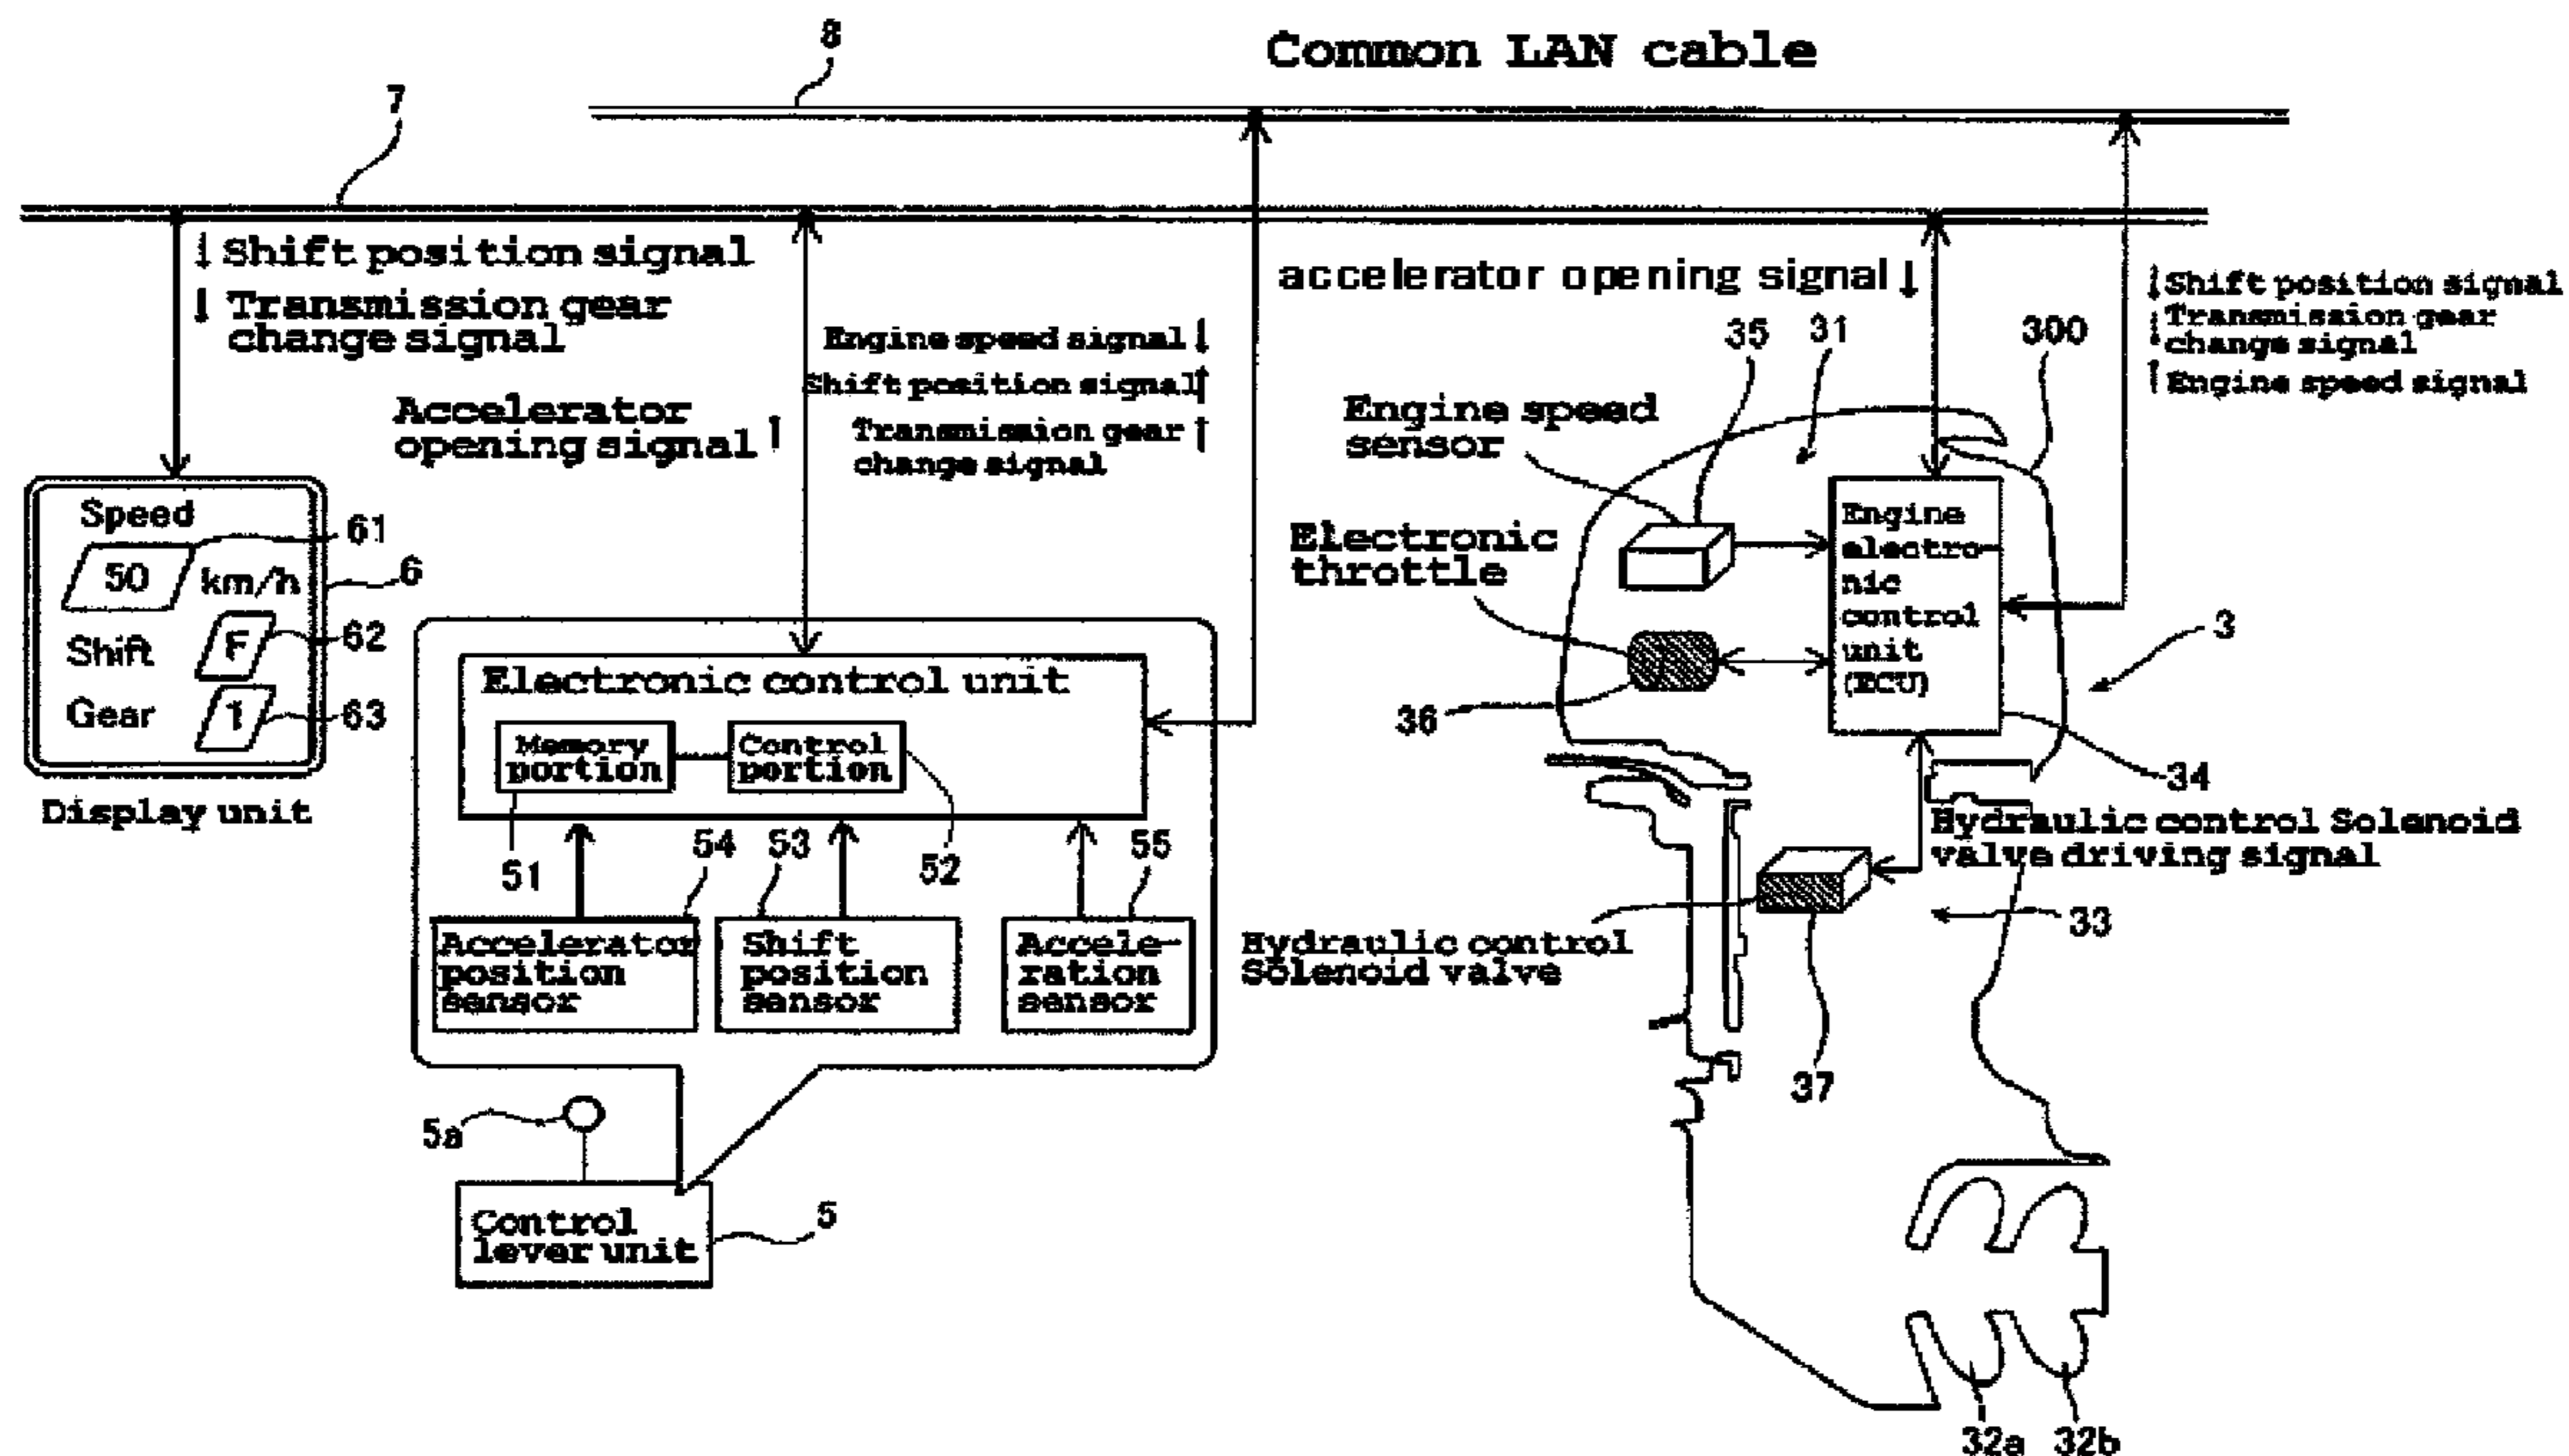 8
Common LAN cable
7
↓ Shift position signal
↓ Transmission gear
change signal
Accelerator
opening signal ↑
Engine speed signal ↓
Shift position signal ↑
Transmission gear ↑
change signal
accelerator opening signal ↓
↓ Shift position signal
↓ Transmission gear
change signal
↑ Engine speed signal
35
31
300
Engine speed
sensor
Electronic
throttle
Engine
electro-
nic
control
unit
(ECU)
3
36
34
Speed
61
50 km/h
6
Shift F
62
Gear 1
63
Display unit
Electronic control unit
Memory
portion
Control
portion
51
54
53
52
55
Accelerator
position
sensor
Shift
position
sensor
Accele-
ration
sensor
Hydraulic control Solenoid
valve driving signal
33
Hydraulic control
Solenoid valve
37
5a
Control
lever unit
5
32a 32b